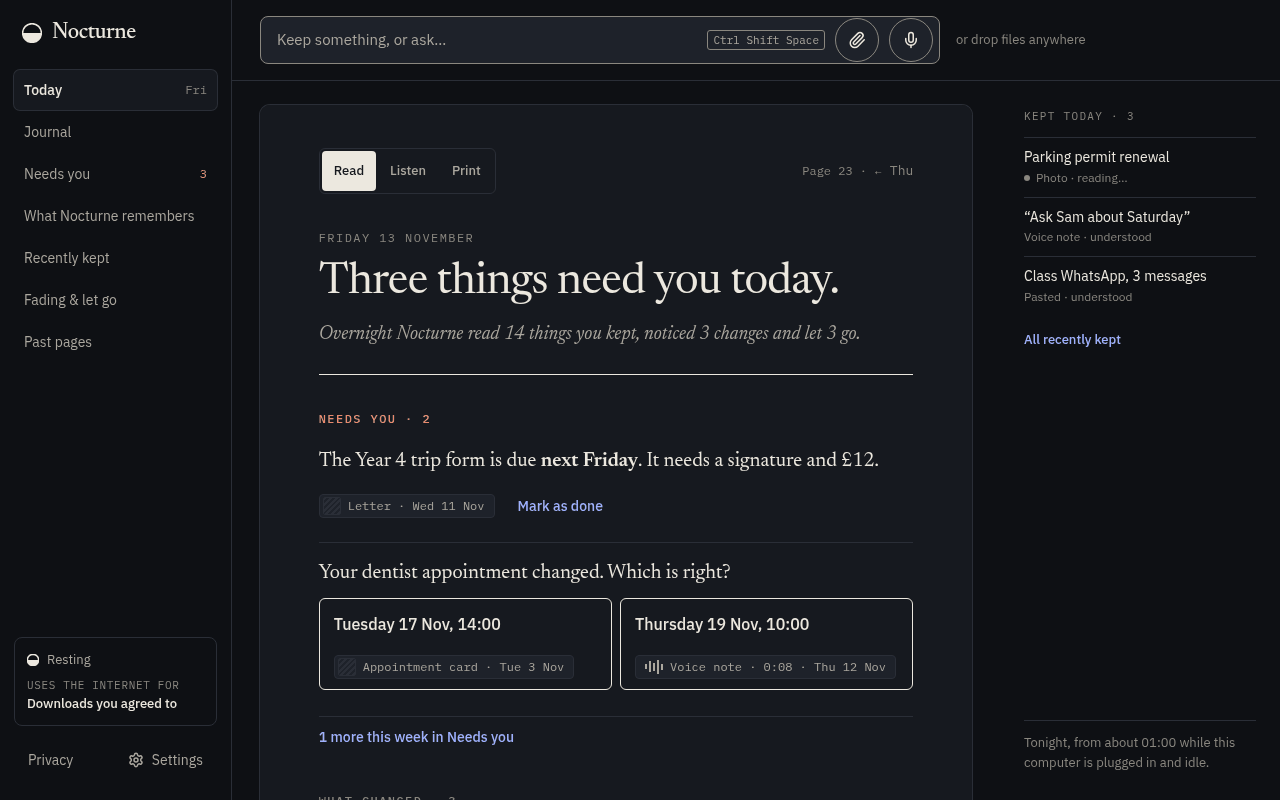 Nocturne
Today Fri
Journal
Needs you 3
What Nocturne remembers
Recently kept
Fading & let go
Past pages
Resting
USES THE INTERNET FOR
Downloads you agreed to
Privacy Settings
Keep something, or ask... Ctrl Shift Space
or drop files anywhere
Read Listen Print
Page 23 · ← Thu
FRIDAY 13 NOVEMBER
Three things need you today.
Overnight Nocturne read 14 things you kept, noticed 3 changes and let 3 go.
NEEDS YOU · 2
The Year 4 trip form is due next Friday. It needs a signature and £12.
Letter · Wed 11 Nov Mark as done
Your dentist appointment changed. Which is right?
Tuesday 17 Nov, 14:00
Appointment card · Tue 3 Nov
Thursday 19 Nov, 10:00
Voice note · 0:08 · Thu 12 Nov
1 more this week in Needs you
WHAT CHANGED · 3
KEPT TODAY · 3
Parking permit renewal
Photo · reading...
“Ask Sam about Saturday”
Voice note · understood
Class WhatsApp, 3 messages
Pasted · understood
All recently kept
Tonight, from about 01:00 while this
computer is plugged in and idle.